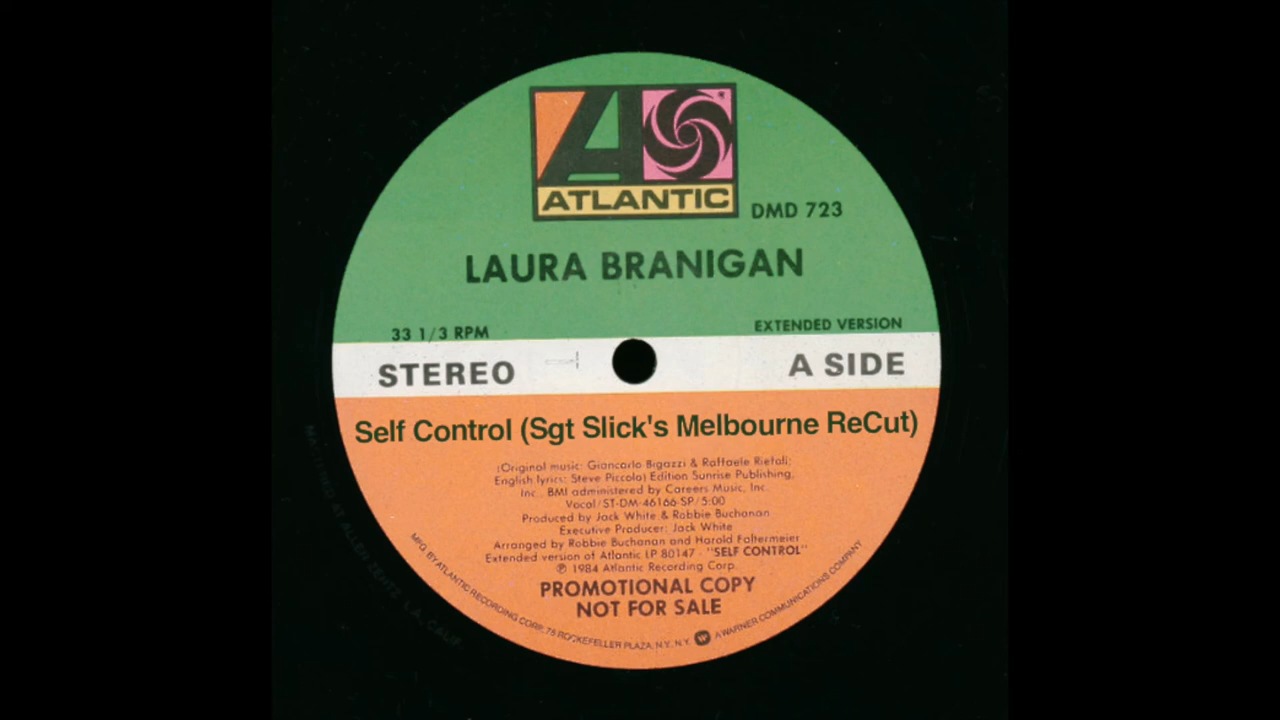 ATLANTIC
DMD 723
LAURA BRANIGAN
33 1/3 RPM
EXTENDED VERSION
STEREO
A SIDE
Self Control (Sgt Slick's Melbourne ReCut)
(Original music: Giancarlo Bigazzi & Raffaele Riefoli;
English lyrics: Steve Piccolo) Edition Sunrise Publishing,
Inc., BMI administered by Careers Music, Inc.
Vocal/ST-DM-46166-SP/5:00
Produced by Jack White & Robbie Buchanan
Executive Producer: Jack White
Arranged by Robbie Buchanan and Harold Faltermeier
Extended version of Atlantic LP 80147 - "SELF CONTROL"
℗ 1984 Atlantic Recording Corp.
PROMOTIONAL COPY
NOT FOR SALE
MFG. BY ATLANTIC RECORDING CORP., 75 ROCKEFELLER PLAZA, N.Y., N.Y. W A WARNER COMMUNICATIONS COMPANY